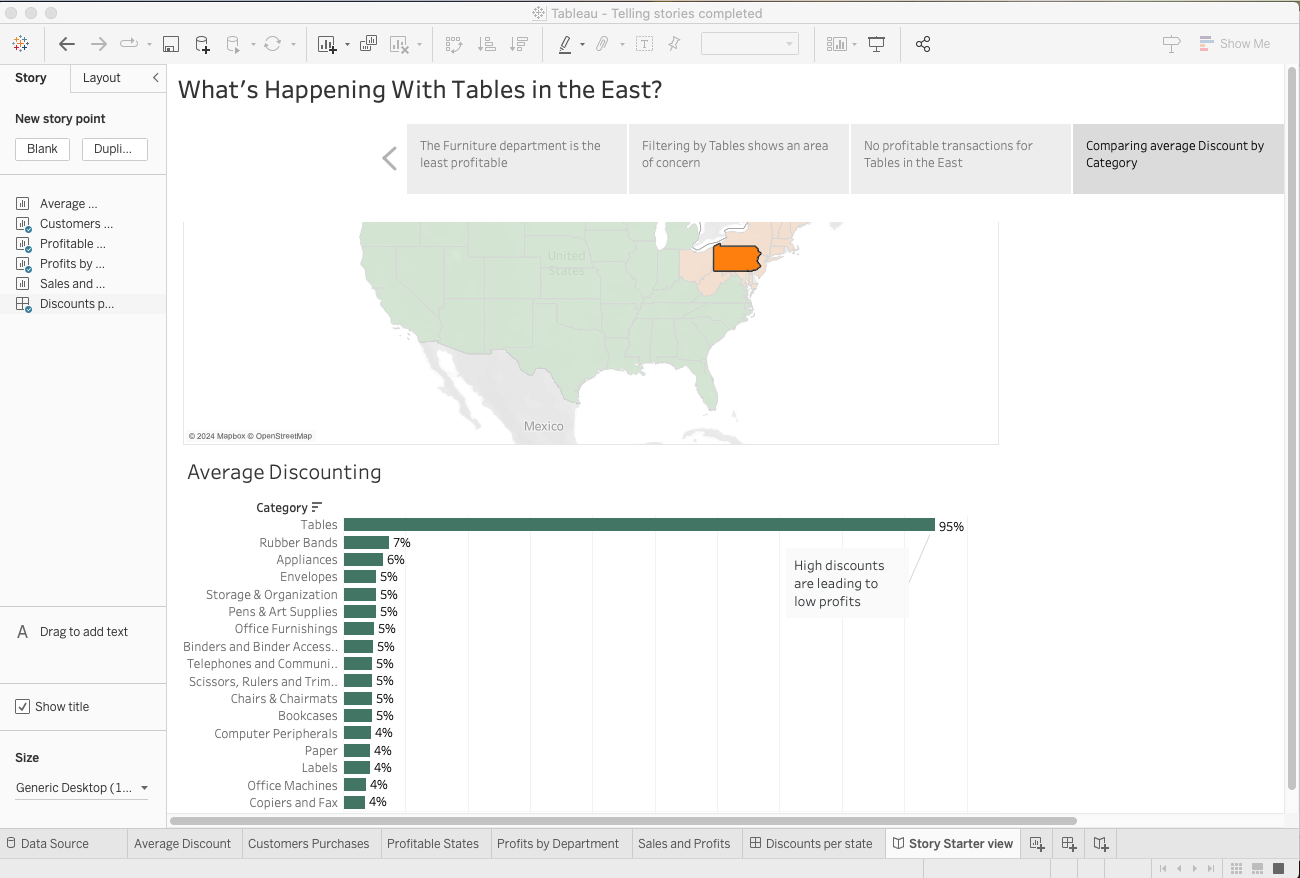 Tableau - Telling stories completed
Show Me
Story
Layout
New story point
Blank
Dupli...
Average ...
Customers ...
Profitable ...
Profits by ...
Sales and ...
Discounts p...
A Drag to add text
Show title
Size
Generic Desktop (1...
What's Happening With Tables in the East?
The Furniture department is the
least profitable
Filtering by Tables shows an area
of concern
No profitable transactions for
Tables in the East
Comparing average Discount by
Category
United
States
Mexico
© 2024 Mapbox © OpenStreetMap
Average Discounting
Category
Tables 95%
Rubber Bands 7%
Appliances 6%
Envelopes 5%
Storage & Organization 5%
Pens & Art Supplies 5%
Office Furnishings 5%
Binders and Binder Access.. 5%
Telephones and Communi.. 5%
Scissors, Rulers and Trim.. 5%
Chairs & Chairmats 5%
Bookcases 5%
Computer Peripherals 4%
Paper 4%
Labels 4%
Office Machines 4%
Copiers and Fax 4%
High discounts
are leading to
low profits
Data Source
Average Discount
Customers Purchases
Profitable States
Profits by Department
Sales and Profits
Discounts per state
Story Starter view